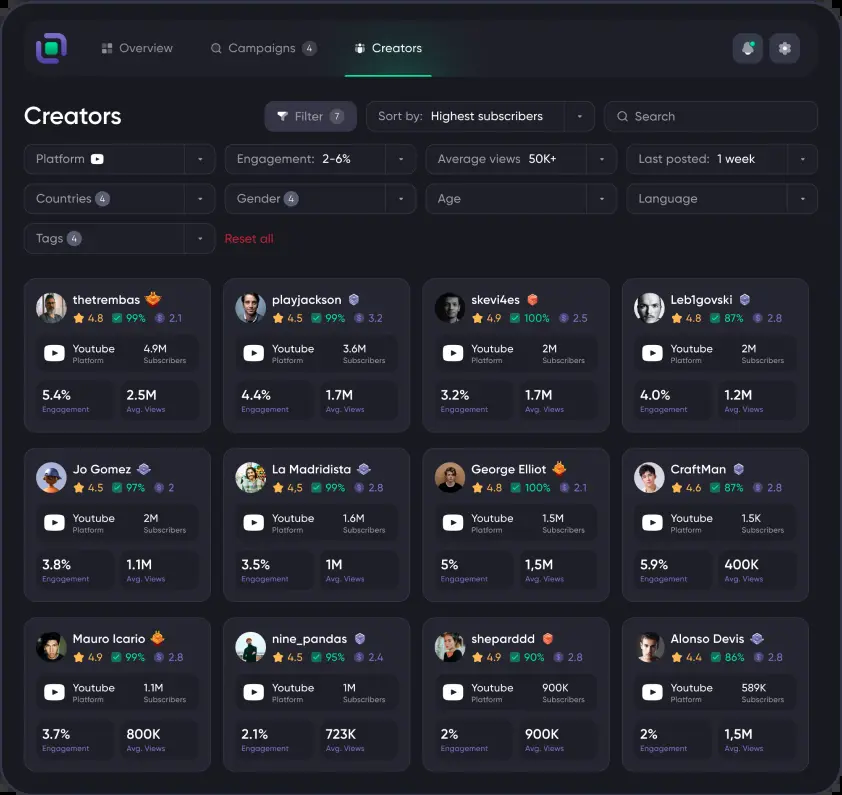 Overview Campaigns 4 Creators
Creators Filter 7 Sort by: Highest subscribers Search
Platform Engagement: 2-6% Average views 50K+ Last posted: 1 week
Countries 4 Gender 4 Age Language
Tags 4 Reset all
thetrembas playjackson skevi4es Leb1govski
4.8 99% 2.1 4.5 99% 3.2 4.9 100% 2.5 4.8 87% 2.8
Youtube 4.9M Youtube 3.6M Youtube 2M Youtube 2M
Platform Subscribers Platform Subscribers Platform Subscribers Platform Subscribers
5.4% 2.5M 4.4% 1.7M 3.2% 1.7M 4.0% 1.2M
Engagement Avg. Views Engagement Avg. Views Engagement Avg. Views Engagement Avg. Views
Jo Gomez La Madridista George Elliot CraftMan
4.5 97% 2 4,5 99% 2.8 4.8 100% 2.1 4.6 87% 2.8
Youtube 2M Youtube 1.6M Youtube 1.5M Youtube 1.5K
Platform Subscribers Platform Subscribers Platform Subscribers Platform Subscribers
3.8% 1.1M 3.5% 1M 5% 1,5M 5.9% 400K
Engagement Avg. Views Engagement Avg. Views Engagement Avg. Views Engagement Avg. Views
Mauro Icario nine_pandas sheparddd Alonso Devis
4.9 99% 2.8 4.5 95% 2.4 4.9 90% 2.8 4.4 86% 2.8
Youtube 1.1M Youtube 1M Youtube 900K Youtube 589K
Platform Subscribers Platform Subscribers Platform Subscribers Platform Subscribers
3.7% 800K 2.1% 723K 2% 900K 2% 1,5M
Engagement Avg. Views Engagement Avg. Views Engagement Avg. Views Engagement Avg. Views